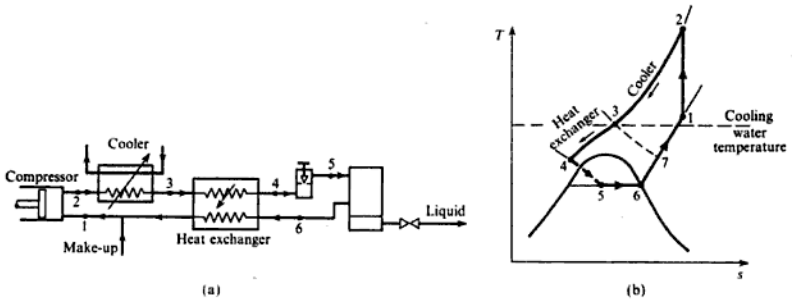 Cooler
Compressor
2
3
4
5
1
6
Make-up
Heat exchanger
Liquid
(a)
T
2
Cooler
Heat
exchanger
3
1
Cooling
water
temperature
4
7
5
6
s
(b)